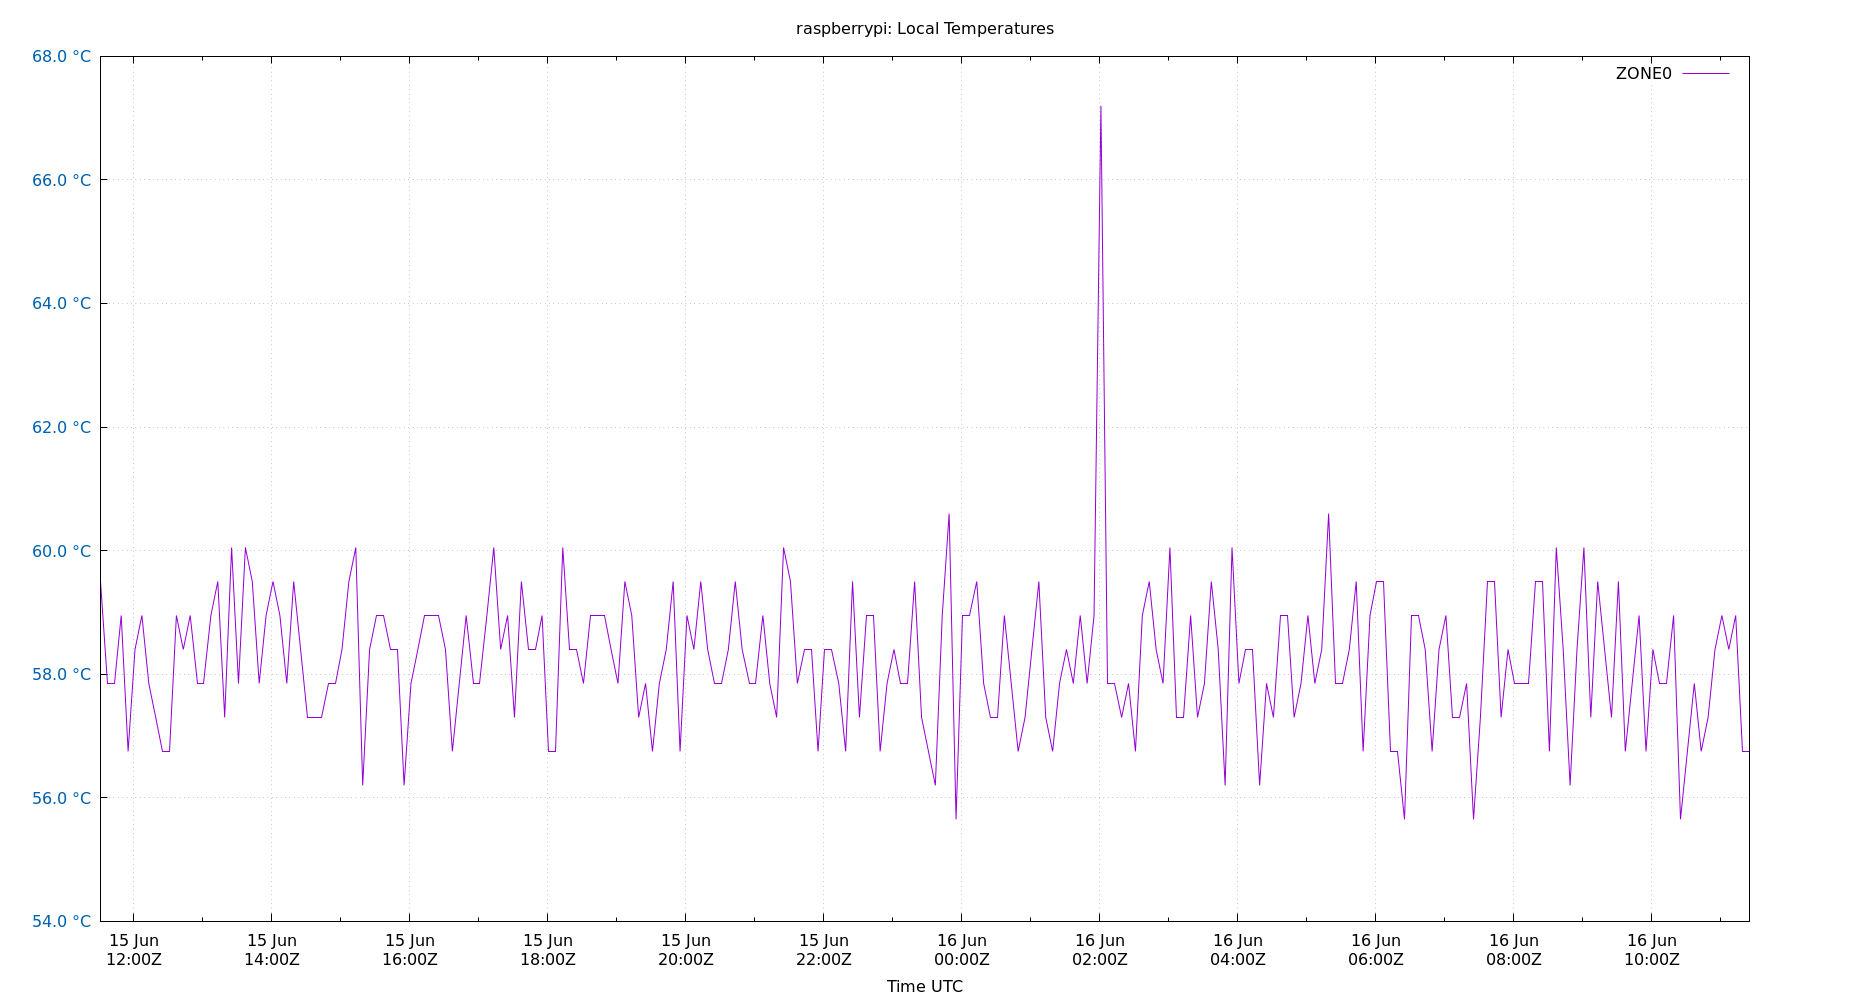 raspberrypi: Local Temperatures
68.0 °C
ZONE0
66.0 °C
64.0 °C
62.0 °C
60.0 °C
58.0 °C
56.0 °C
54.0 °C
15 Jun 15 Jun 15 Jun 15 Jun 15 Jun 15 Jun 16 Jun 16 Jun 16 Jun 16 Jun 16 Jun 16 Jun
12:00Z 14:00Z 16:00Z 18:00Z 20:00Z 22:00Z 00:00Z 02:00Z 04:00Z 06:00Z 08:00Z 10:00Z
Time UTC